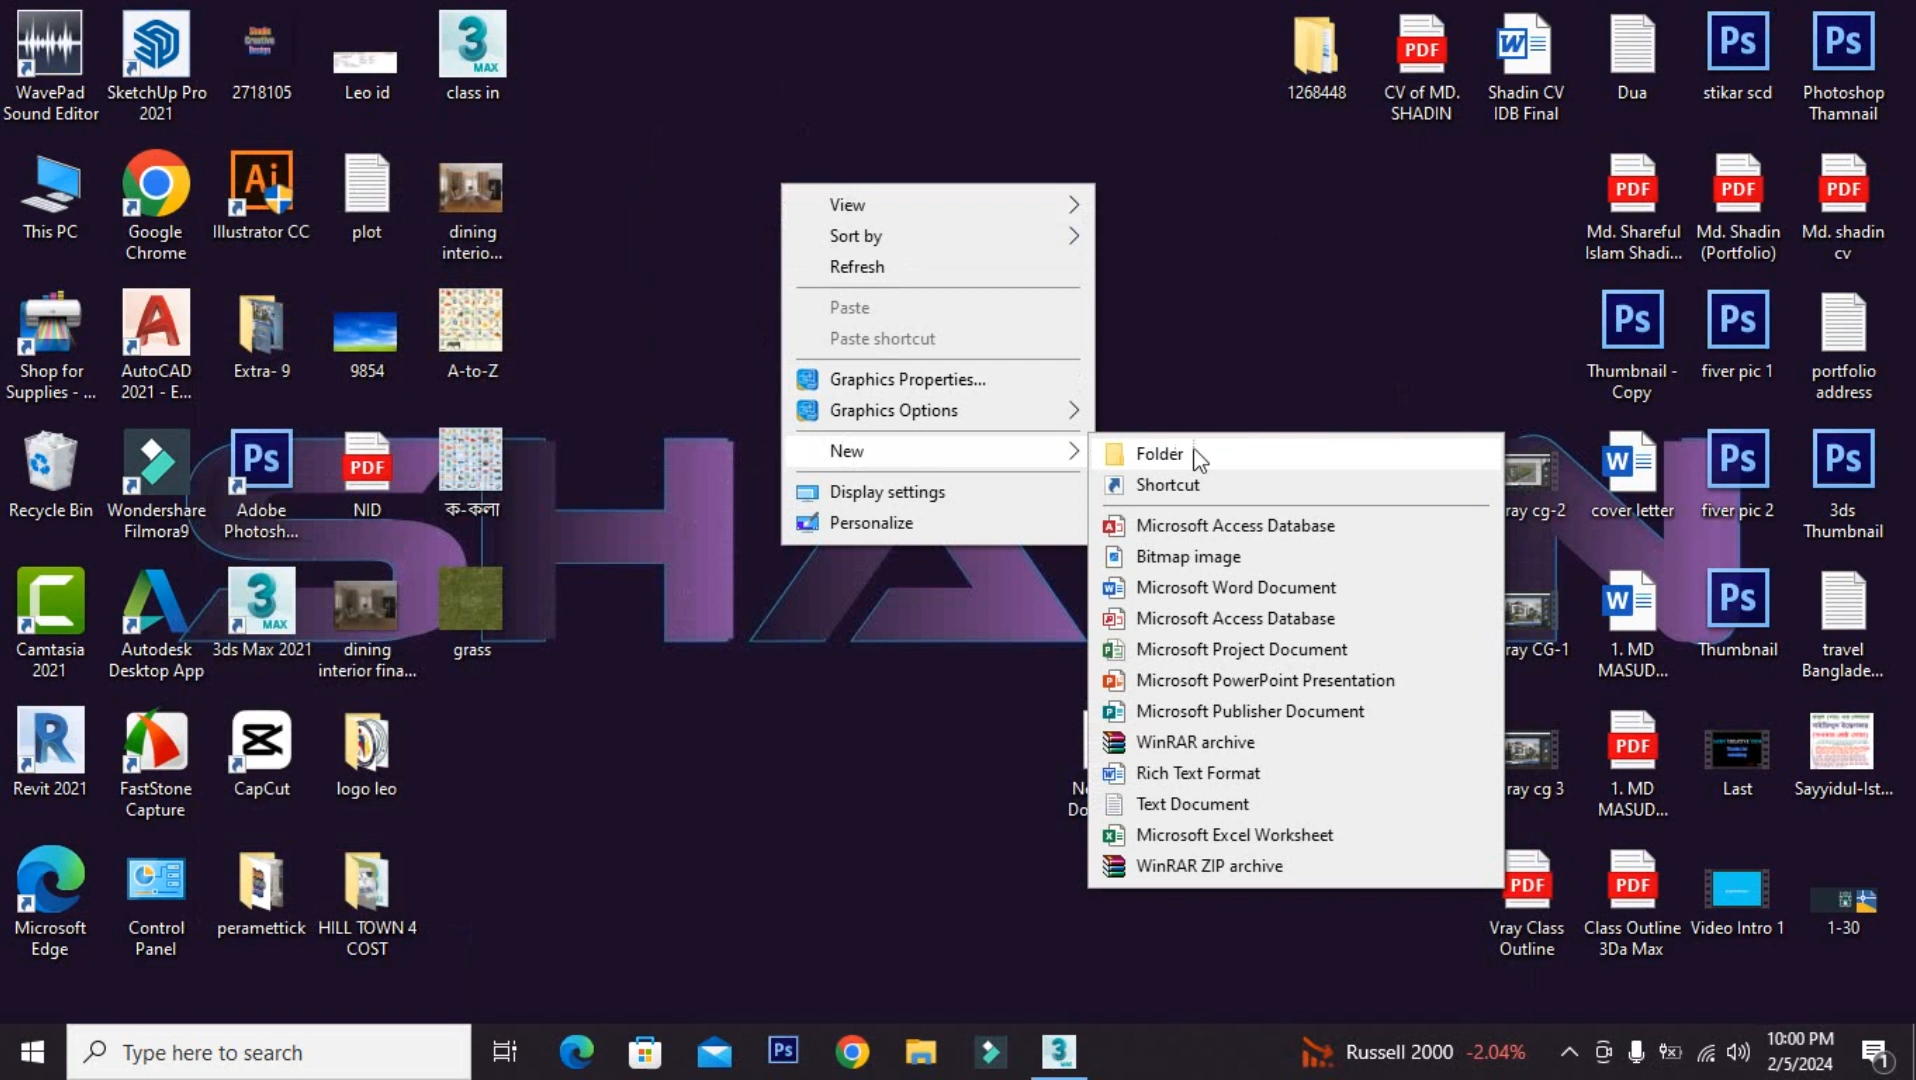 WavePad
Sound Editor
SketchUp Pro
2021
2718105
Leo id
class in
1268448
CV of MD.
SHADIN
Shadin CV
IDB Final
Dua
stikar scd
Photoshop
Thamnail
This PC
Google
Chrome
Illustrator CC
plot
dining
interio...
Md. Shareful
Islam Shadi...
Md. Shadin
(Portfolio)
Md. shadin
cv
Shop for
Supplies - ...
AutoCAD
2021 - E...
Extra- 9
9854
A-to-Z
Thumbnail -
Copy
fiver pic 1
portfolio
address
Recycle Bin
Wondershare
Filmora9
Adobe
Photosh...
NID
ক-কলা
ray cg-2
cover letter
fiver pic 2
3ds
Thumbnail
Camtasia
2021
Autodesk
Desktop App
3ds Max 2021
dining
interior fina...
grass
ray CG-1
1. MD
MASUD...
Thumbnail
travel
Banglade...
Revit 2021
FastStone
Capture
CapCut
logo leo
ray cg 3
1. MD
MASUD...
Last
Sayyidul-Ist...
Microsoft
Edge
Control
Panel
peramettick
HILL TOWN 4
COST
Vray Class
Outline
Class Outline
3Da Max
Video Intro 1
1-30
View
Sort by
Refresh
Paste
Paste shortcut
Graphics Properties...
Graphics Options
New
Display settings
Personalize
Folder
Shortcut
Microsoft Access Database
Bitmap image
Microsoft Word Document
Microsoft Access Database
Microsoft Project Document
Microsoft PowerPoint Presentation
Microsoft Publisher Document
WinRAR archive
Rich Text Format
Text Document
Microsoft Excel Worksheet
WinRAR ZIP archive
Type here to search
Russell 2000 -2.04%
10:00 PM
2/5/2024
1